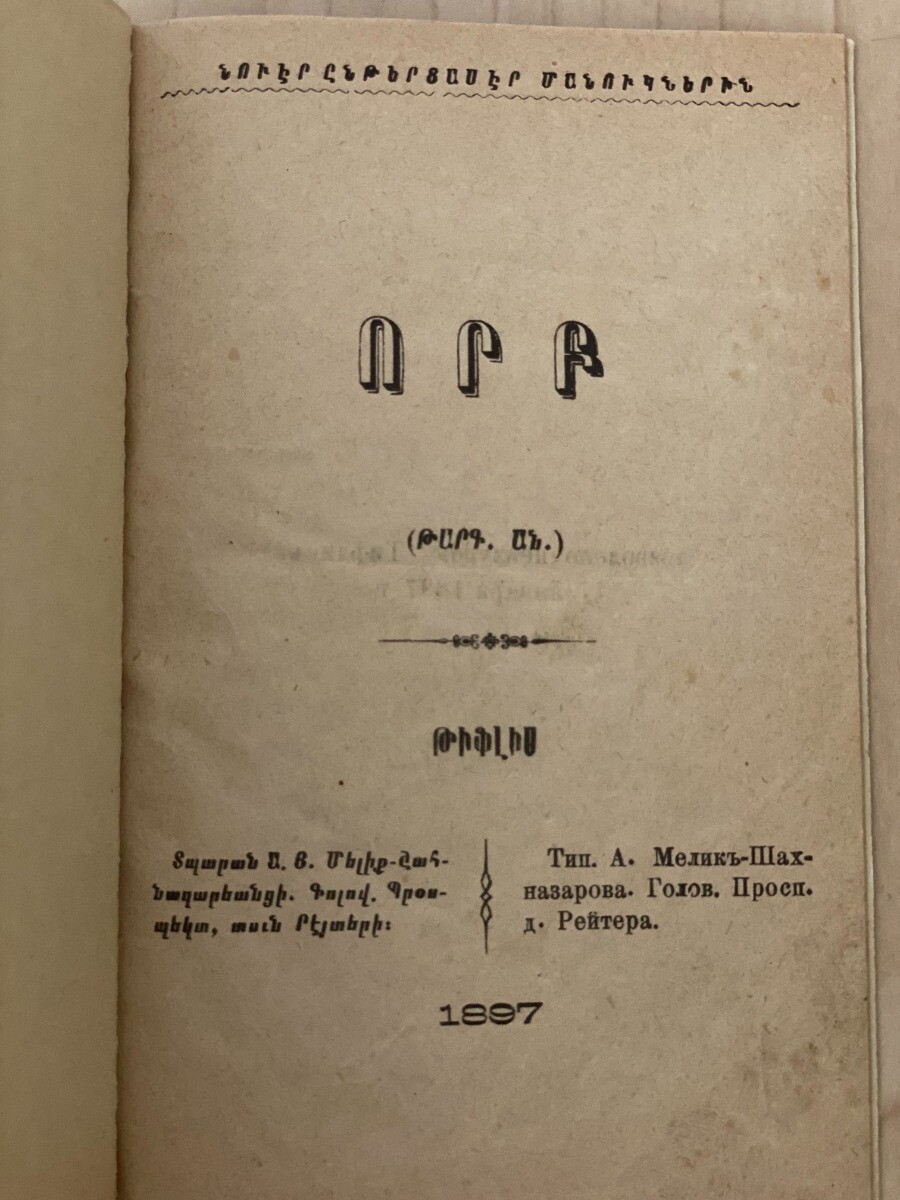 ՆՈՒԷՐ ԸՆԹԵՐՑԱՍԷՐ ՄԱՆՈՒԿՆԵՐԻՆ
ՈՐԲ
(ԹԱՐԳ. ԱՆ.)
ԹԻՖԼԻՍ
Տպարան Ա. Յ. Մելիք-Շահ-
նազարեանցի. Գոլով. Պրօս-
պեկտ, տուն Րէյտերի։
Тип. А. Меликъ-Шах-
назарова. Голов. Просп.
д. Рейтера.
1897